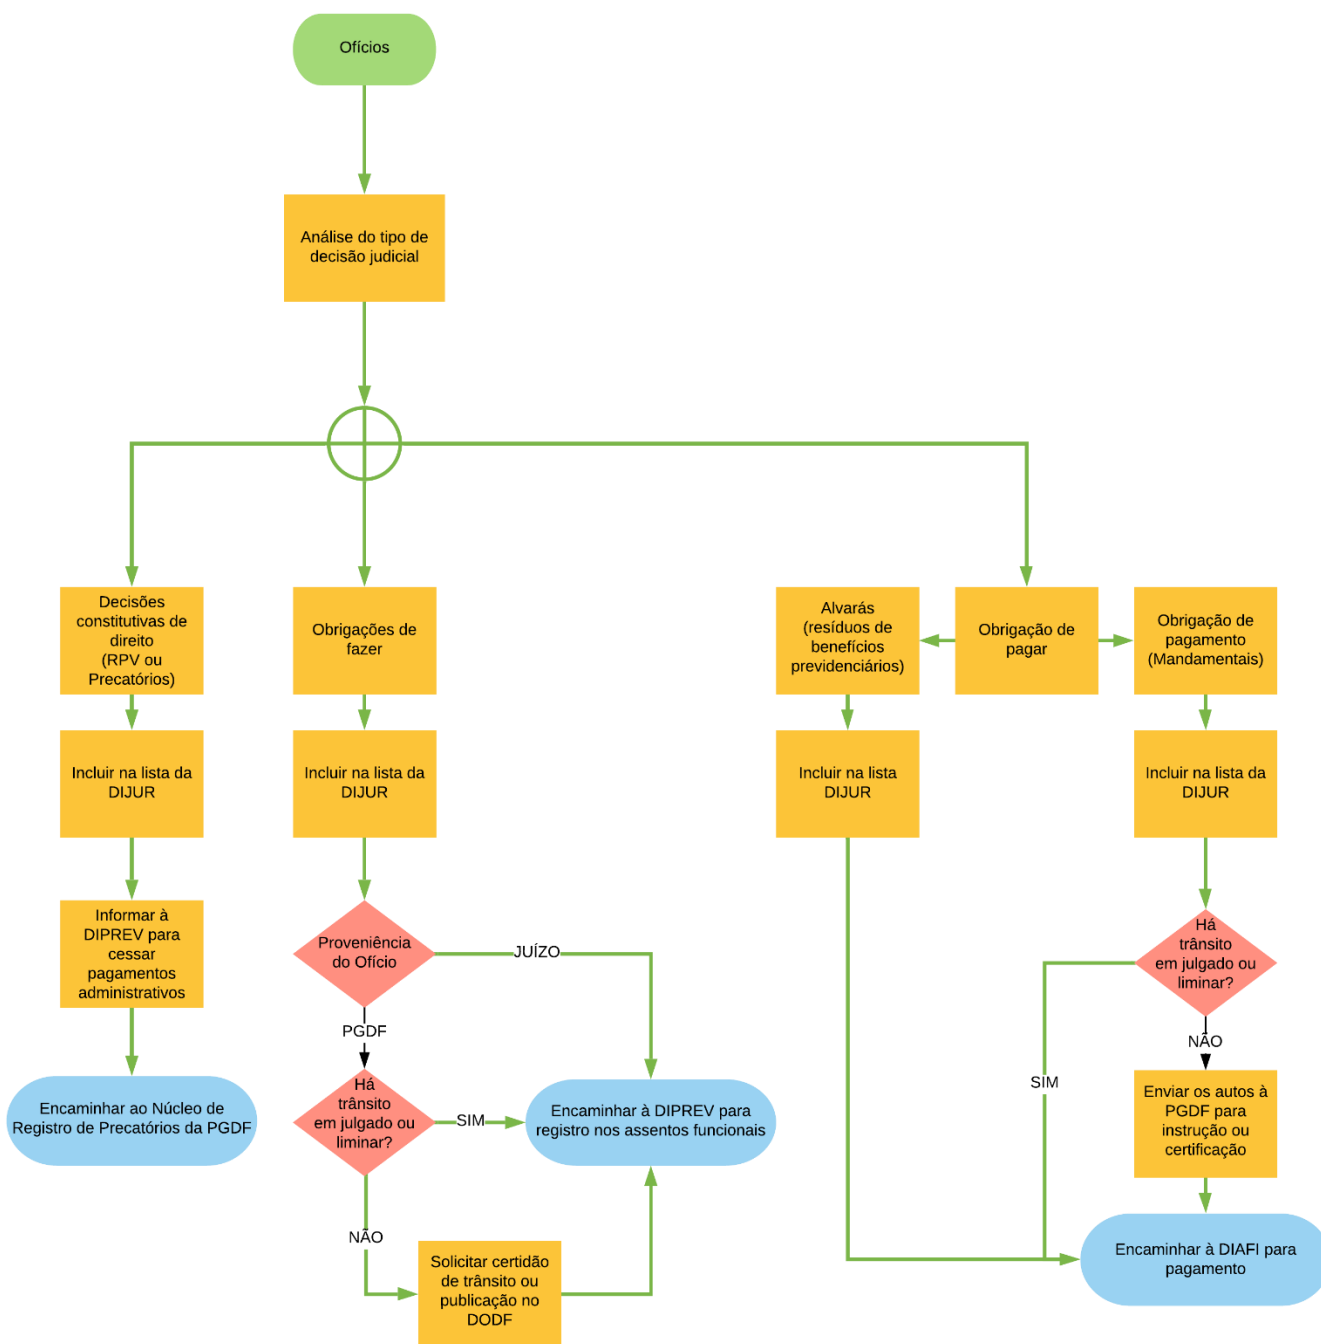 Ofícios
Análise do tipo de
decisão judicial
Decisões
constitutivas de
direito
(RPV ou
Precatórios)
Obrigações de
fazer
Alvarás
(resíduos de
benefícios
previdenciários)
Obrigação de
pagar
Obrigação de
pagamento
(Mandamentais)
Incluir na lista da
DIJUR
Incluir na lista da
DIJUR
Incluir na lista
DIJUR
Incluir na lista da
DIJUR
Informar à
DIPREV para
cessar
pagamentos
administrativos
Proveniência
do Ofício
JUÍZO
Há
trânsito
em julgado ou
liminar?
PGDF
NÃO
SIM
Encaminhar ao Núcleo de
Registro de Precatórios da PGDF
Há
trânsito
em julgado ou
liminar?
SIM
Encaminhar à DIPREV para
registro nos assentos funcionais
Enviar os autos à
PGDF para
instrução ou
certificação
NÃO
Solicitar certidão
de trânsito ou
publicação no
DODF
Encaminhar à DIAFI para
pagamento